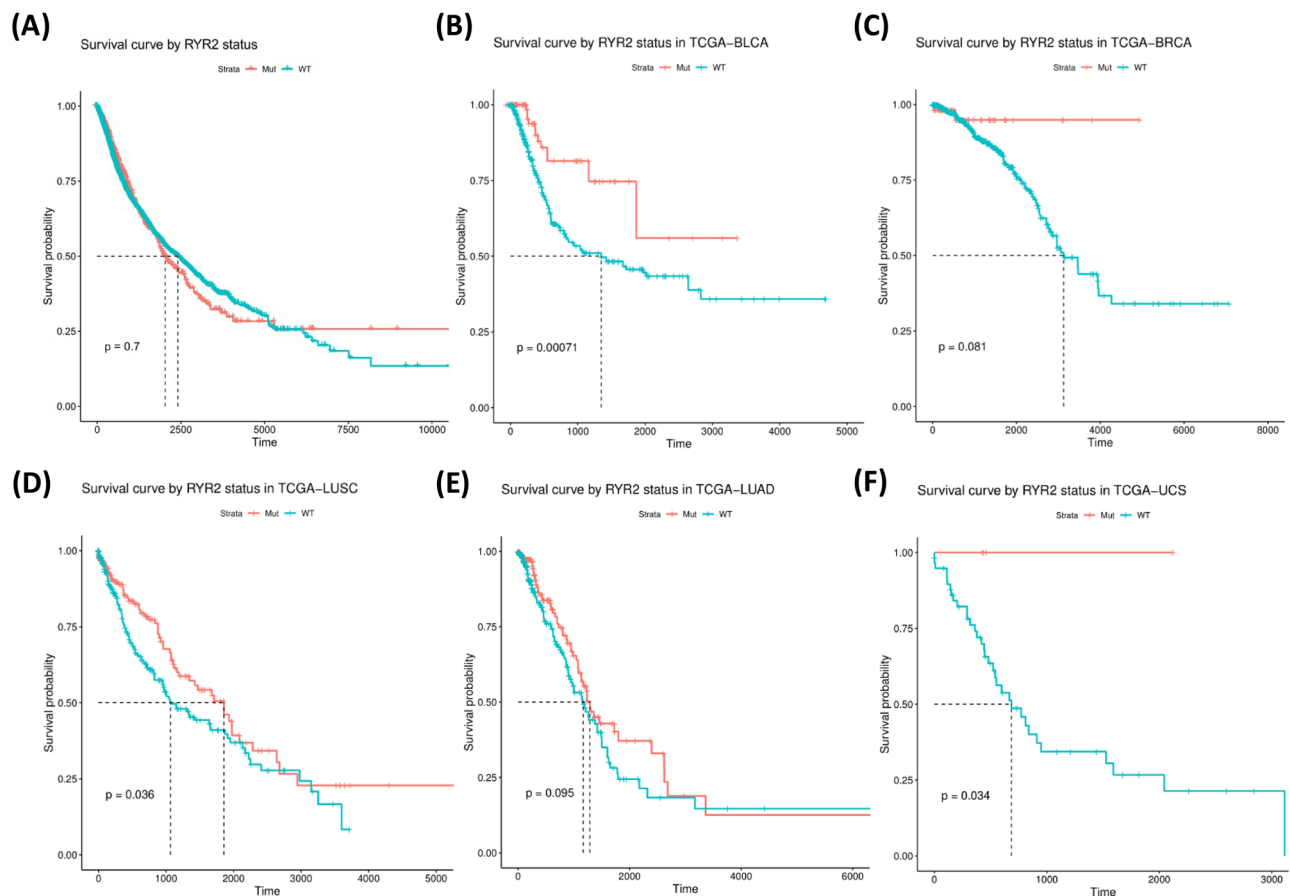 (A)
Survival curve by RYR2 status
Strata Mut WT
1.00
0.75
0.50
0.25
0.00
Survival probability
p = 0.7
0 2500 5000 7500 10000
Time
(B)
Survival curve by RYR2 status in TCGA−BLCA
Strata Mut WT
1.00
0.75
0.50
0.25
0.00
Survival probability
p = 0.00071
0 1000 2000 3000 4000 5000
Time
(C)
Survival curve by RYR2 status in TCGA−BRCA
Strata Mut WT
1.00
0.75
0.50
0.25
0.00
Survival probability
p = 0.081
0 2000 4000 6000 8000
Time
(D)
Survival curve by RYR2 status in TCGA−LUSC
Strata Mut WT
1.00
0.75
0.50
0.25
0.00
Survival probability
p = 0.036
0 1000 2000 3000 4000 5000
Time
(E)
Survival curve by RYR2 status in TCGA−LUAD
Strata Mut WT
1.00
0.75
0.50
0.25
0.00
Survival probability
p = 0.095
0 2000 4000 6000
Time
(F)
Survival curve by RYR2 status in TCGA−UCS
Strata Mut WT
1.00
0.75
0.50
0.25
0.00
Survival probability
p = 0.034
0 1000 2000 3000
Time